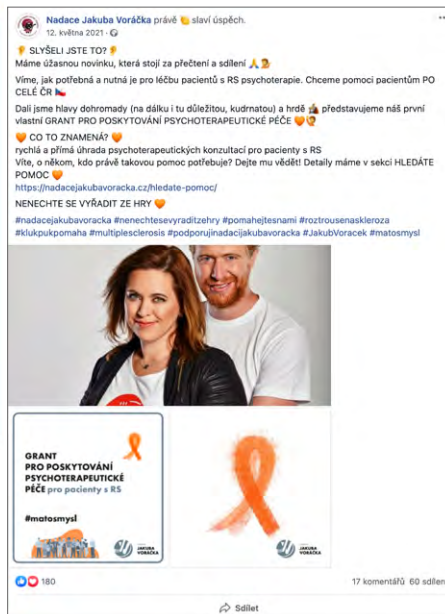 Nadace Jakuba Voráčka právě 👏 slaví úspěch.
12. května 2021 ·
👂 SLYŠELI JSTE TO? 👂
Máme úžasnou novinku, která stojí za přečtení a sdílení 🙏
Víme, jak potřebná a nutná je pro léčbu pacientů s RS psychoterapie. Chceme pomoci pacientům PO
CELÉ ČR 🇨🇿
Dali jsme hlavy dohromady (na dálku i tu důležitou, kudrnatou) a hrdě představujeme náš první
vlastní GRANT PRO POSKYTOVÁNÍ PSYCHOTERAPEUTICKÉ PÉČE 🧡
🧡 CO TO ZNAMENÁ? 🧡
rychlá a přímá úhrada psychoterapeutických konzultací pro pacienty s RS
Víte, o někom, kdo právě takovou pomoc potřebuje? Dejte mu vědět! Detaily máme v sekci HLEDÁTE
POMOC 🧡
https://nadacejakubavoracka.cz/hledate-pomoc/
NENECHTE SE VYŘADIT ZE HRY 🧡
#nadacejakubavoracka #nenechtesevyraditzehry #pomahejtesnami #roztrousenaskleroza
#klukpukpomaha #multiplesclerosis #podporujinadacijakubavoracka #JakubVoracek #matosmysl
GRANT
PRO POSKYTOVÁNÍ
PSYCHOTERAPEUTICKÉ
PÉČE pro pacienty s RS
#matosmysl
JAKUBA
VORÁČKA
JAKUBA
VORÁČKA
180
17 komentářů 60 sdílen
Sdílet